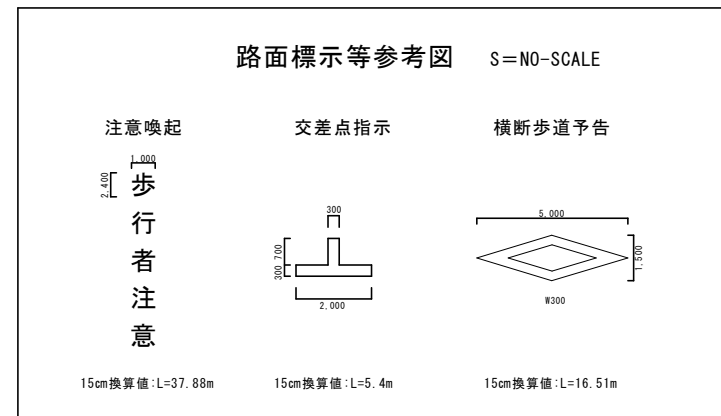 路面標示等参考図 S=NO-SCALE
注意喚起 交差点指示 横断歩道予告
1,000
2,400
歩
行
者
注
意
300
700
300
2,000
5,000
1,500
W300
15cm換算値:L=37.88m 15cm換算値:L=5.4m 15cm換算値:L=16.51m